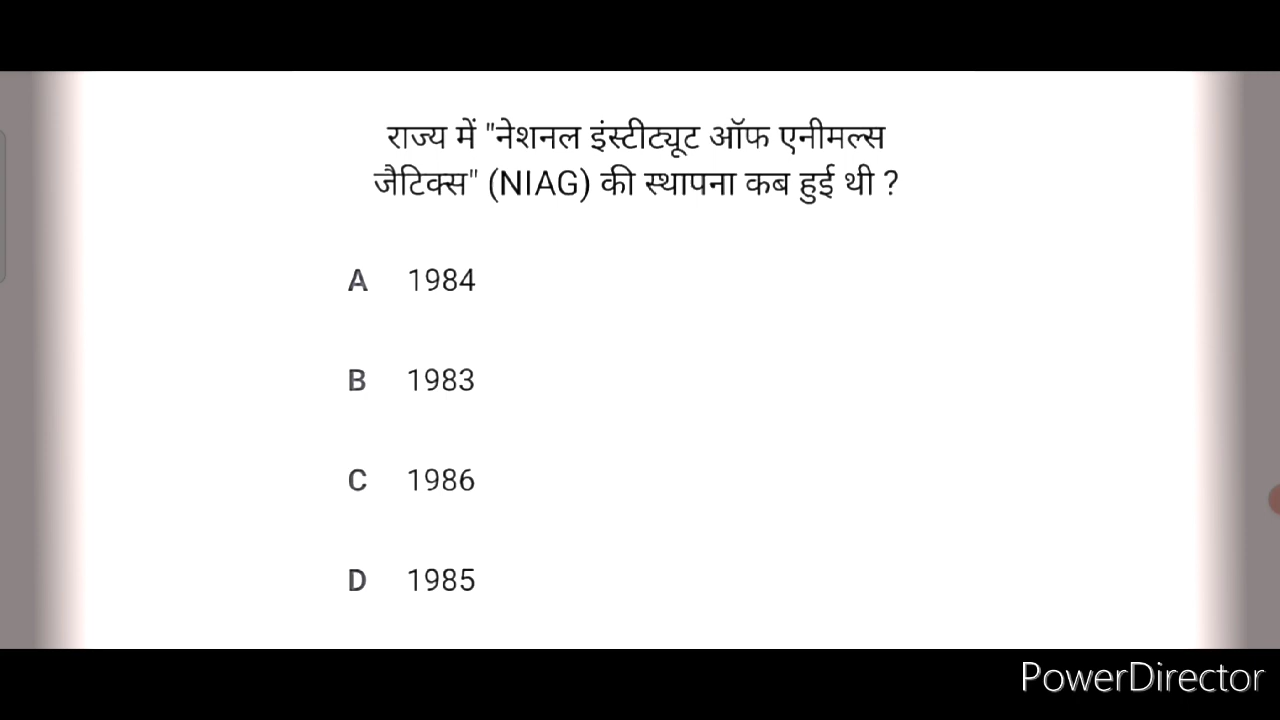 राज्य में "नेशनल इंस्टीट्यूट ऑफ एनीमल्स
जैटिक्स" (NIAG) की स्थापना कब हुई थी ?
A 1984
B 1983
C 1986
D 1985
PowerDirector